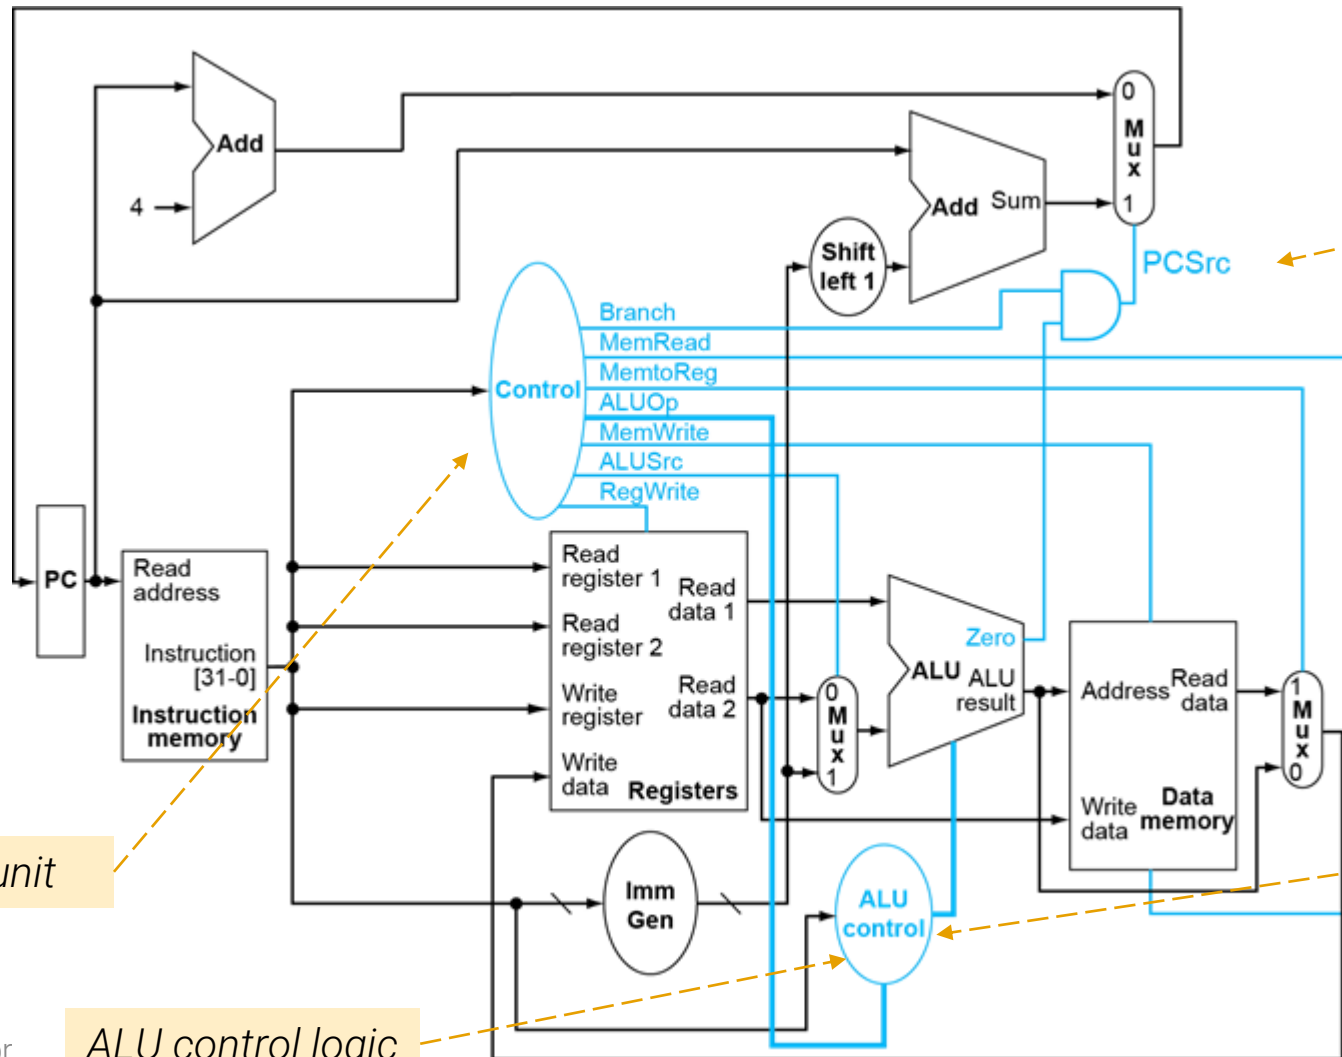 0
M
u
x
1
Add
4
Add Sum
Shift
left 1
PCSrc
Branch
MemRead
MemtoReg
Control
ALUOp
MemWrite
ALUSrc
RegWrite
PC
Read
address
Instruction
[31-0]
Instruction
memory
Read
register 1
Read
data 1
Read
register 2
Write
register
Read
data 2
Write
data
Registers
0
M
u
x
1
Zero
ALU
ALU
result
Address
Read
data
Write
data
Data
memory
1
M
u
x
0
unit
Imm
Gen
ALU
control
ALU control logic
or